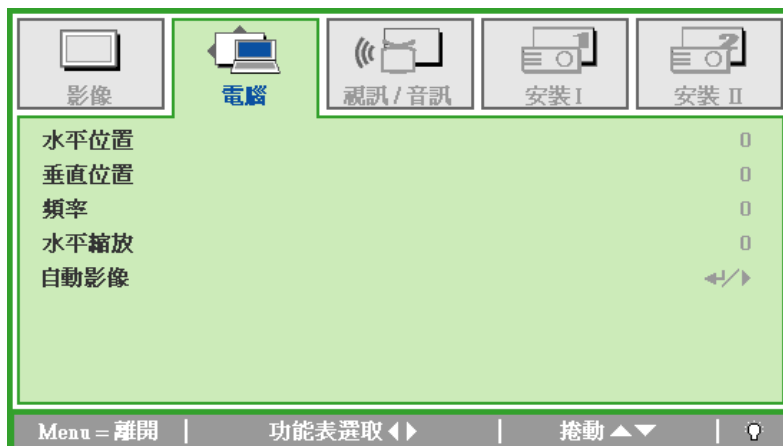 影像 電腦 視訊 / 音訊 安裝 I 安裝 II
水平位置 0
垂直位置 0
頻率 0
水平縮放 0
自動影像
Menu = 離開 功能表選取 捲動